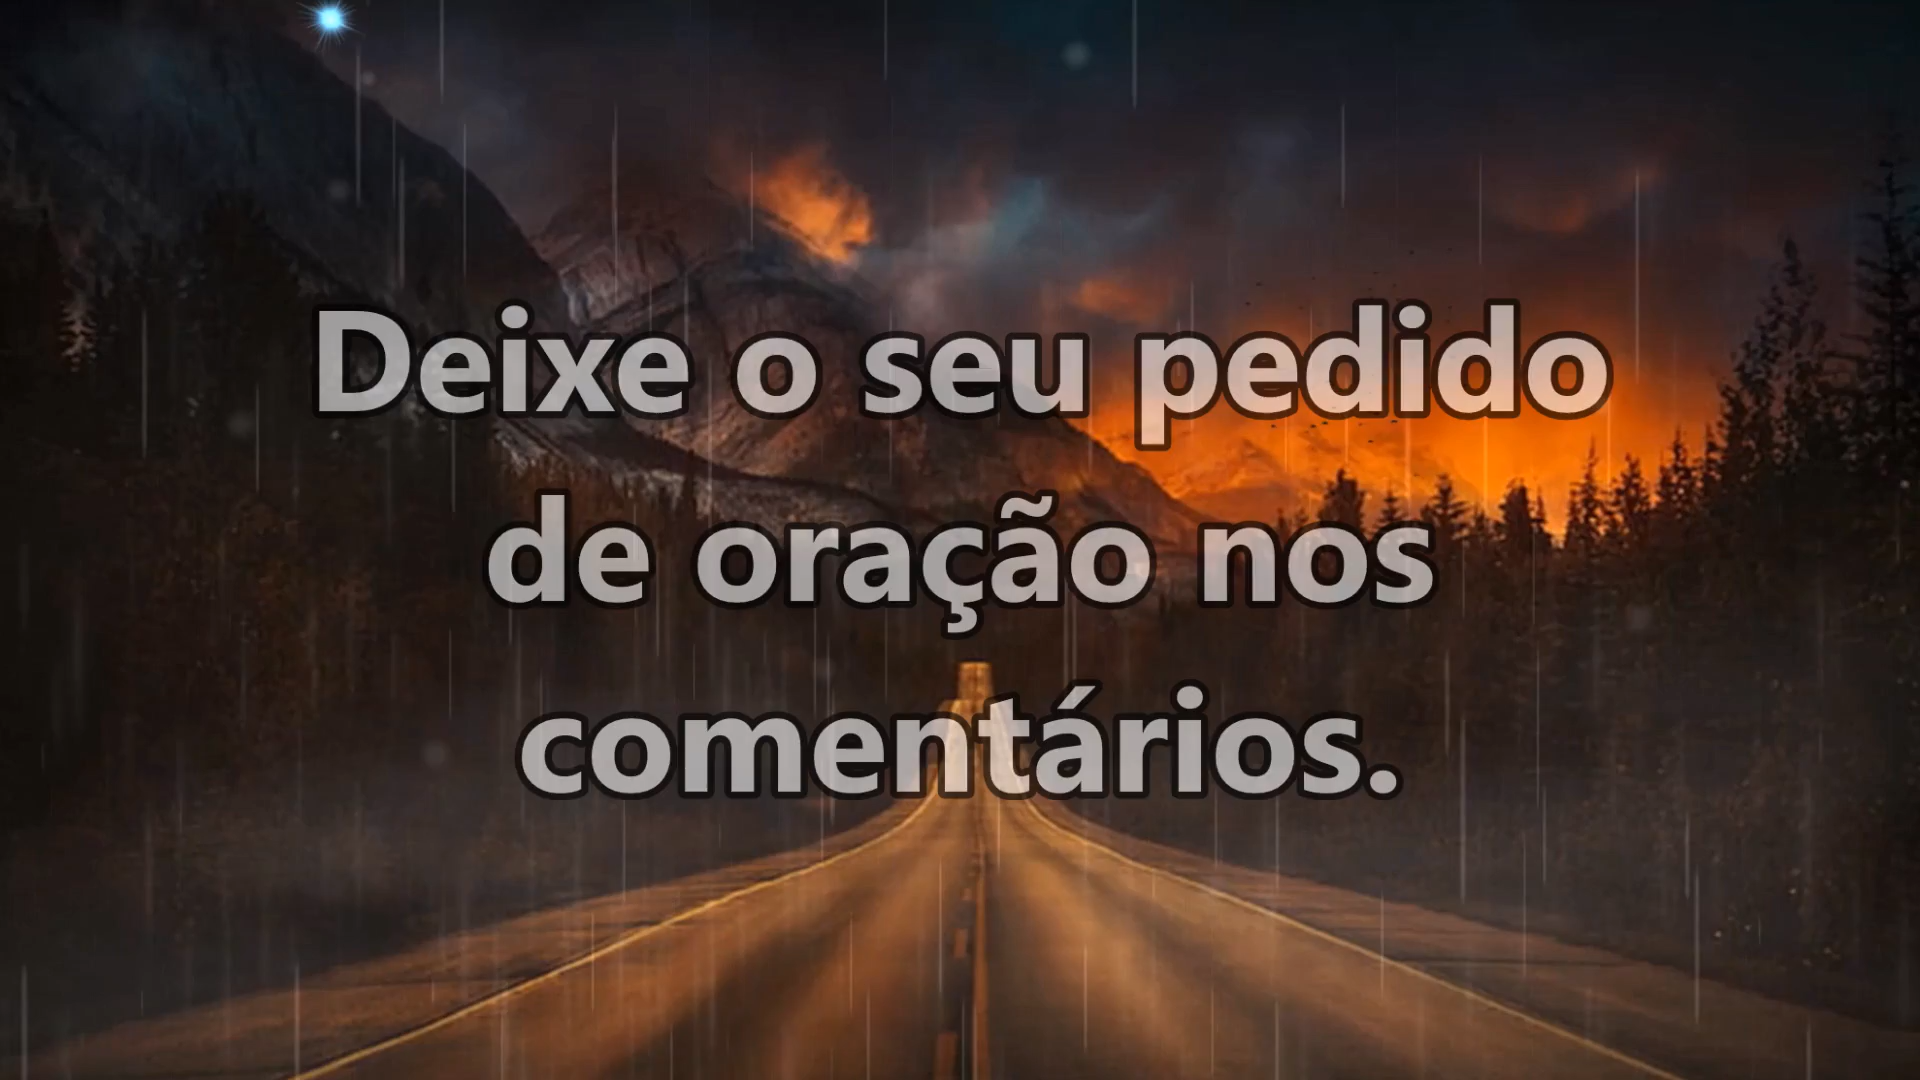 Deixe o seu pedido
de oração nos
comentários.